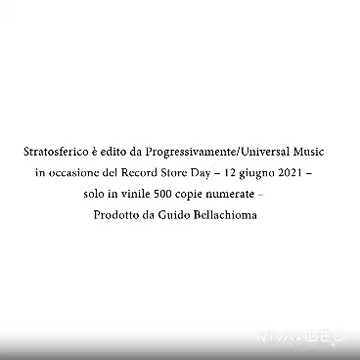 Stratosferico è edito da Progressivamente/Universal Music
in occasione del Record Store Day – 12 giugno 2021 –
solo in vinile 500 copie numerate –
Prodotto da Guido Bellachioma